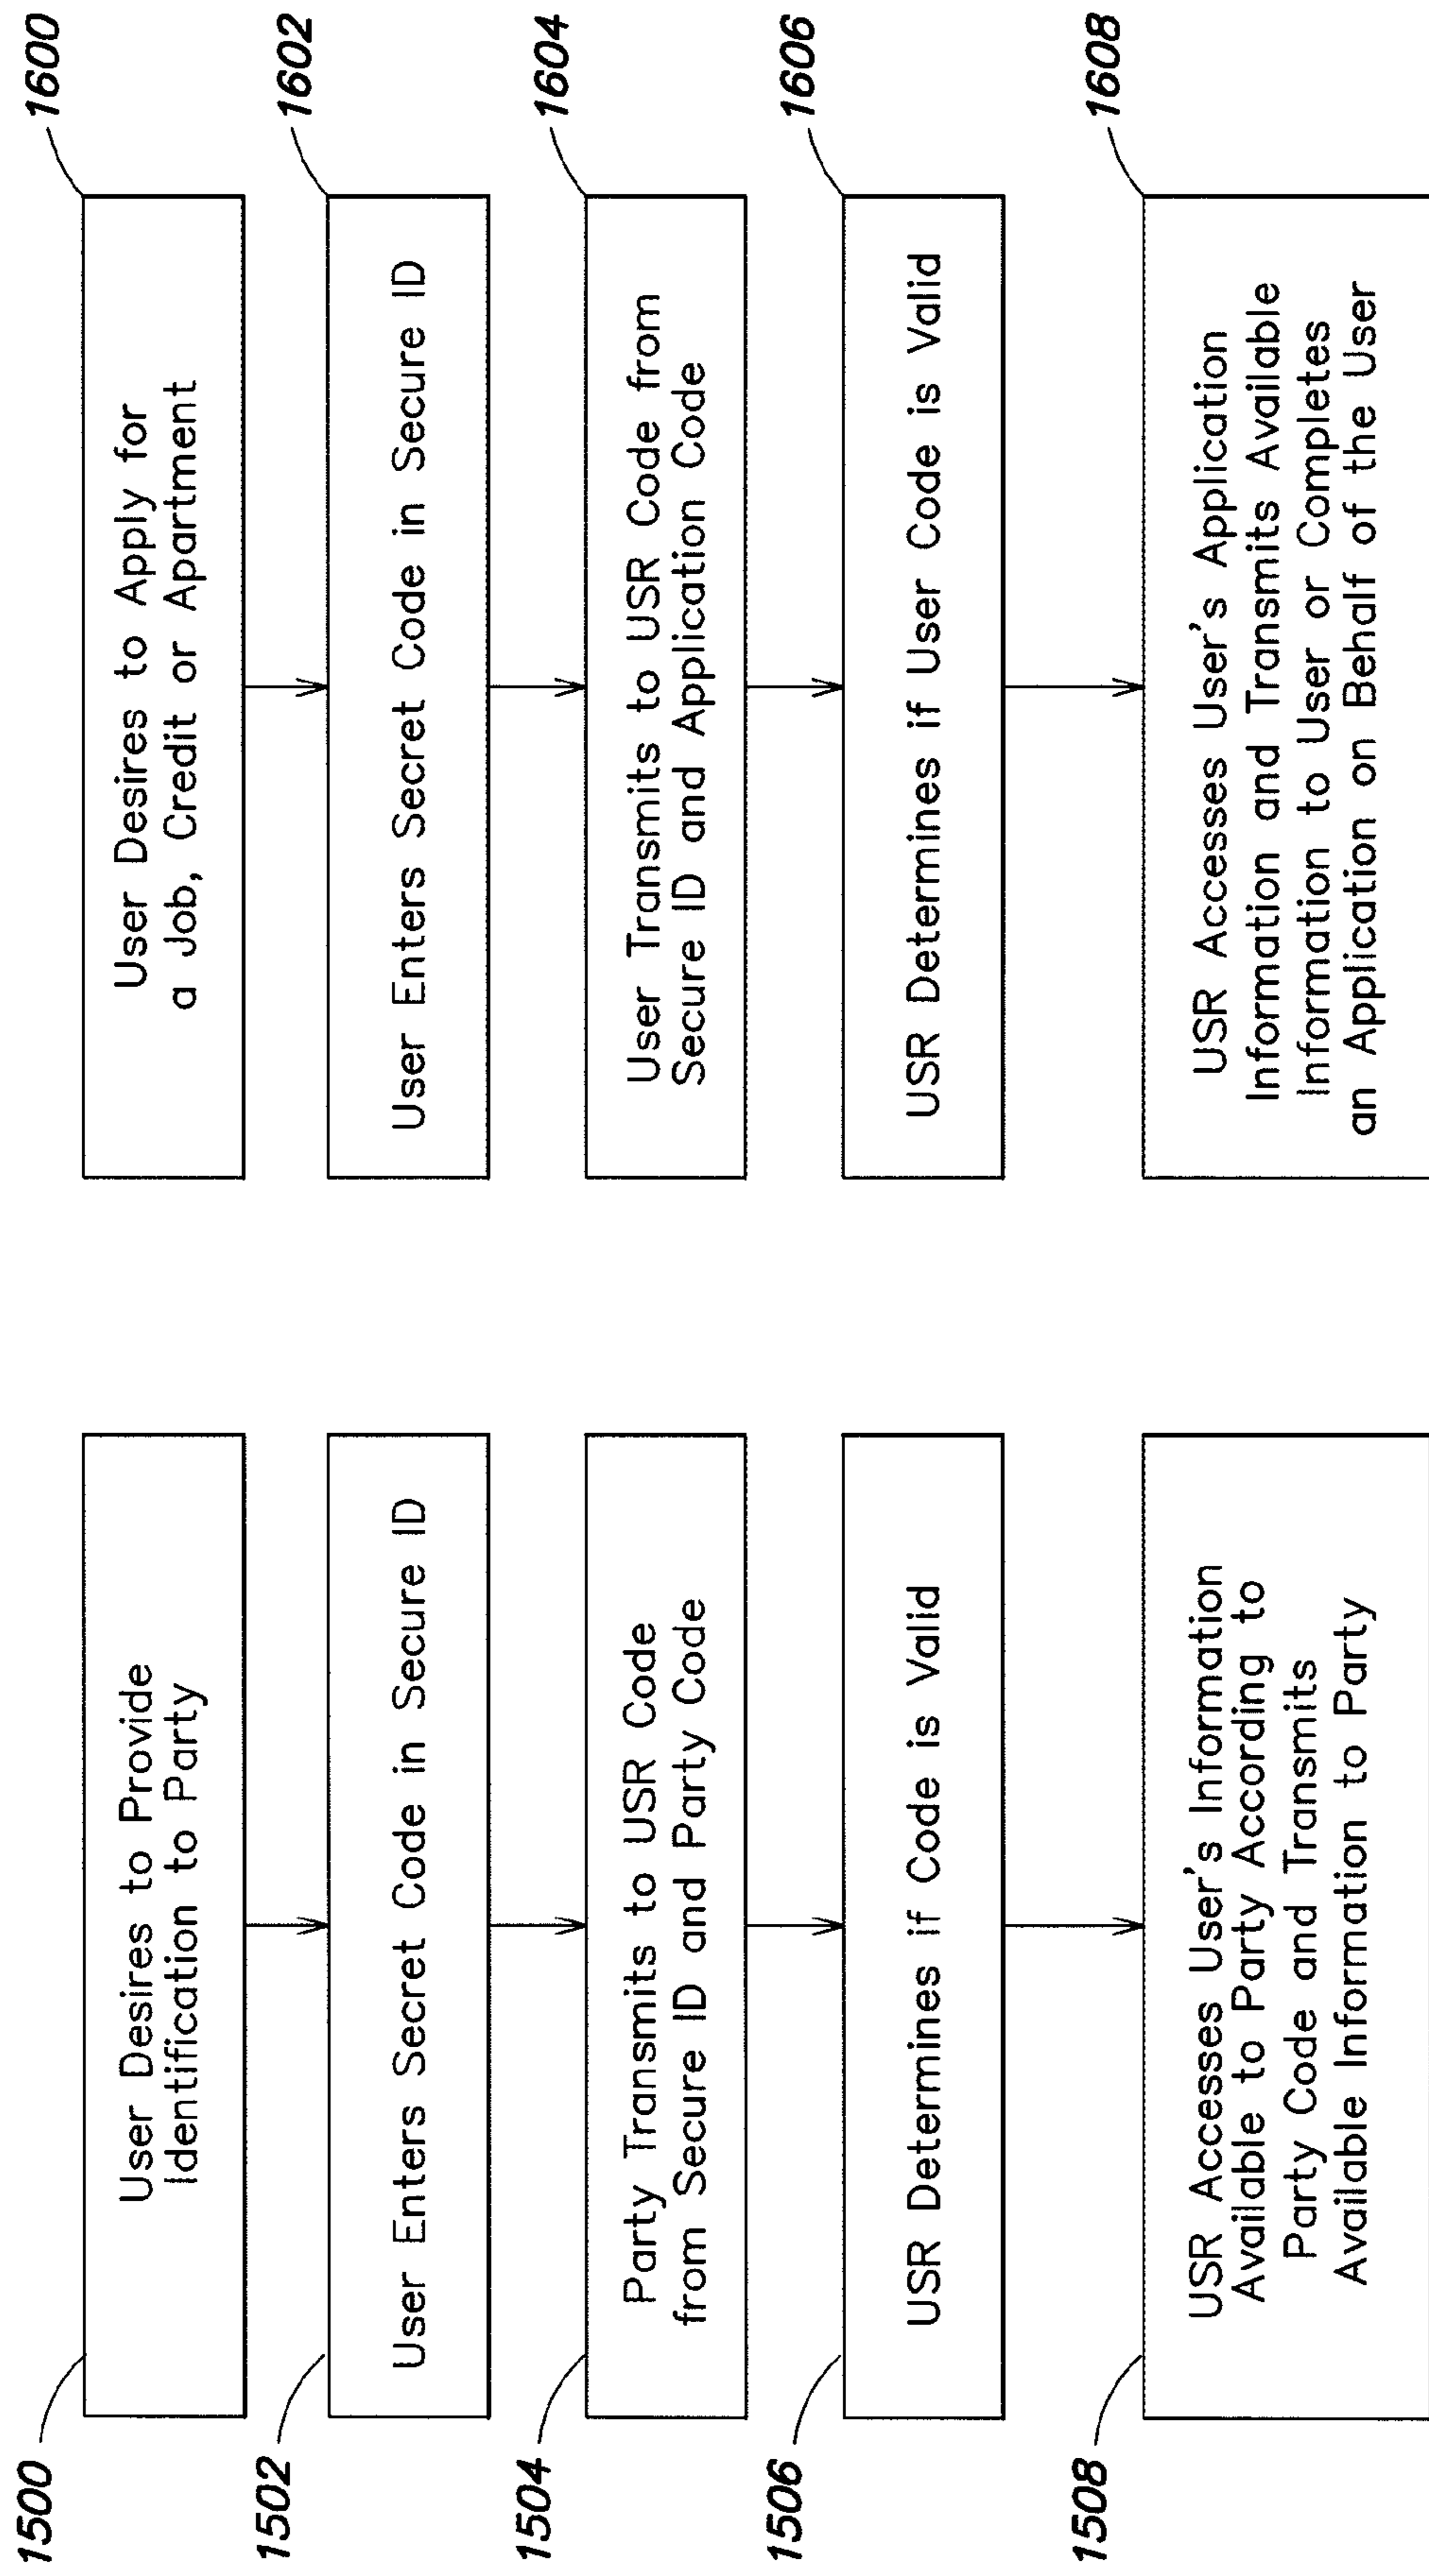 1500
User Desires to Provide
Identification to Party
1502
User Enters Secret Code in Secure ID
1504
Party Transmits to USR Code
from Secure ID and Party Code
1506
USR Determines if Code is Valid
1508
USR Accesses User's Information
Available to Party According to
Party Code and Transmits
Available Information to Party
1600
User Desires to Apply for
a Job, Credit or Apartment
1602
User Enters Secret Code in Secure ID
1604
User Transmits to USR Code from
Secure ID and Application Code
1606
USR Determines if User Code is Valid
1608
USR Accesses User's Application
Information and Transmits Available
Information to User or Completes
an Application on Behalf of the User